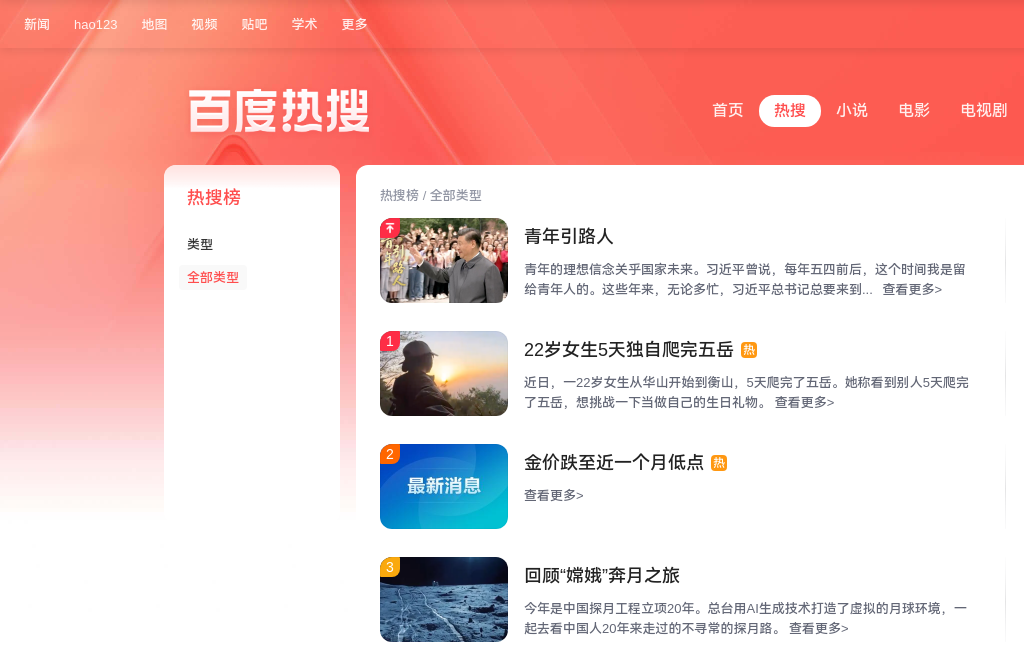 新闻 hao123 地图 视频 贴吧 学术 更多
百度热搜
首页 热搜 小说 电影 电视剧
热搜榜
类型
全部类型
热搜榜 / 全部类型
青年引路人
青年引路人
青年的理想信念关乎国家未来。习近平曾说，每年五四前后，这个时间我是留
给青年人的。这些年来，无论多忙，习近平总书记总要来到... 查看更多>
1
22岁女生5天独自爬完五岳 热
近日，一22岁女生从华山开始到衡山，5天爬完了五岳。她称看到别人5天爬完
了五岳，想挑战一下当做自己的生日礼物。 查看更多>
2
最新消息
金价跌至近一个月低点 热
查看更多>
3
回顾“嫦娥”奔月之旅
今年是中国探月工程立项20年。总台用AI生成技术打造了虚拟的月球环境，一
起去看中国人20年来走过的不寻常的探月路。 查看更多>